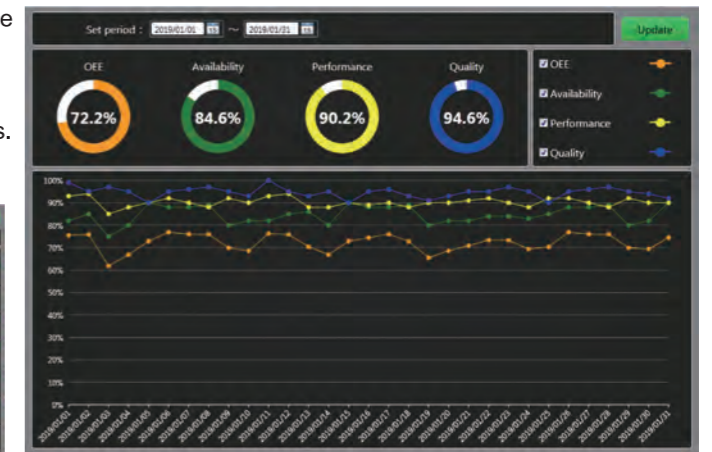 e
s.
Set period : 2019/01/01 15 ~ 2019/01/31 15
Update
OEE Availability Performance Quality
72.2% 84.6% 90.2% 94.6%
OEE
Availability
Performance
Quality
100%
90%
80%
70%
60%
50%
40%
30%
20%
10%
0%
2019/01/01 2019/01/02 2019/01/03 2019/01/04 2019/01/05 2019/01/06 2019/01/07 2019/01/08 2019/01/09 2019/01/10 2019/01/11 2019/01/12 2019/01/13 2019/01/14 2019/01/15 2019/01/16 2019/01/17 2019/01/18 2019/01/19 2019/01/20 2019/01/21 2019/01/22 2019/01/23 2019/01/24 2019/01/25 2019/01/26 2019/01/27 2019/01/28 2019/01/29 2019/01/30 2019/01/31